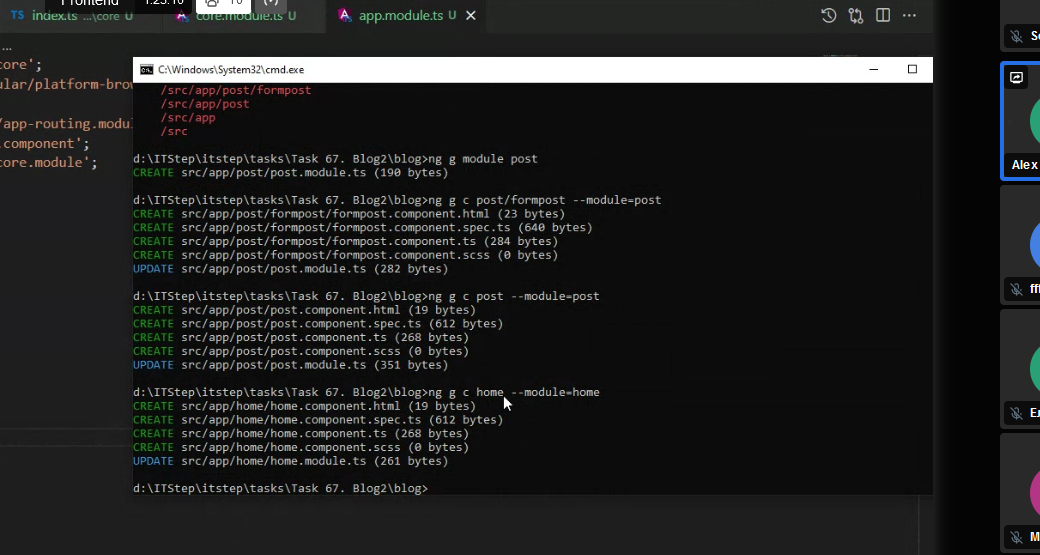 Frontend
1:23:10
10
TS index.ts ...\core U
core.module.ts U
app.module.ts U
...
core';
ular/platform-brow
/app-routing.modul
.component';
core.module';
C:\Windows\System32\cmd.exe
/src/app/post/formpost
/src/app/post
/src/app
/src
d:\ITStep\itstep\tasks\Task 67. Blog2\blog>ng g module post
CREATE src/app/post/post.module.ts (190 bytes)
d:\ITStep\itstep\tasks\Task 67. Blog2\blog>ng g c post/formpost --module=post
CREATE src/app/post/formpost/formpost.component.html (23 bytes)
CREATE src/app/post/formpost/formpost.component.spec.ts (640 bytes)
CREATE src/app/post/formpost/formpost.component.ts (284 bytes)
CREATE src/app/post/formpost/formpost.component.scss (0 bytes)
UPDATE src/app/post/post.module.ts (282 bytes)
d:\ITStep\itstep\tasks\Task 67. Blog2\blog>ng g c post --module=post
CREATE src/app/post/post.component.html (19 bytes)
CREATE src/app/post/post.component.spec.ts (612 bytes)
CREATE src/app/post/post.component.ts (268 bytes)
CREATE src/app/post/post.component.scss (0 bytes)
UPDATE src/app/post/post.module.ts (351 bytes)
d:\ITStep\itstep\tasks\Task 67. Blog2\blog>ng g c home --module=home
CREATE src/app/home/home.component.html (19 bytes)
CREATE src/app/home/home.component.spec.ts (612 bytes)
CREATE src/app/home/home.component.ts (268 bytes)
CREATE src/app/home/home.component.scss (0 bytes)
UPDATE src/app/home/home.module.ts (261 bytes)
d:\ITStep\itstep\tasks\Task 67. Blog2\blog>
Alex